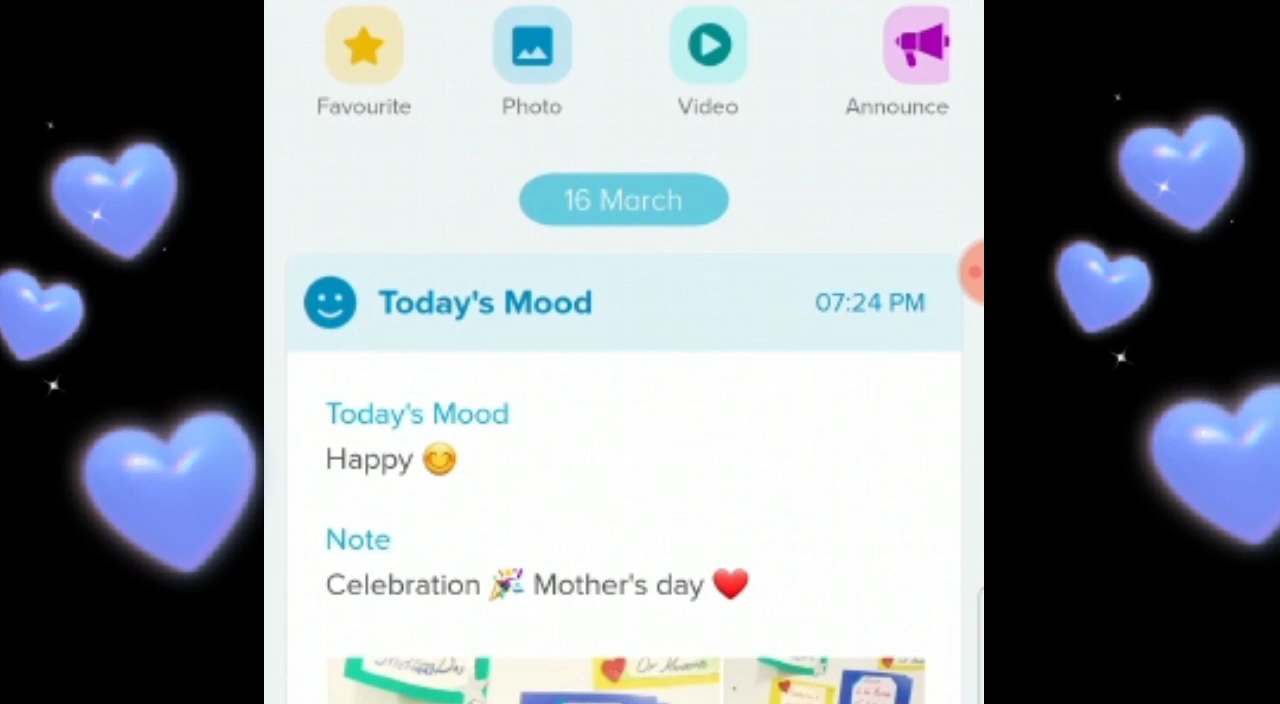 Favourite Photo Video Announce
16 March
Today's Mood 07:24 PM
Today's Mood
Happy 😊
Note
Celebration 🎉 Mother's day ❤️